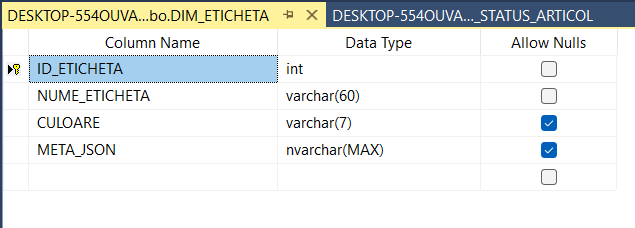 DESKTOP-554OUVA...bo.DIM_ETICHETA DESKTOP-554OUVA..._STATUS_ARTICOL
Column Name Data Type Allow Nulls
ID_ETICHETA int
NUME_ETICHETA varchar(60)
CULOARE varchar(7)
META_JSON nvarchar(MAX)